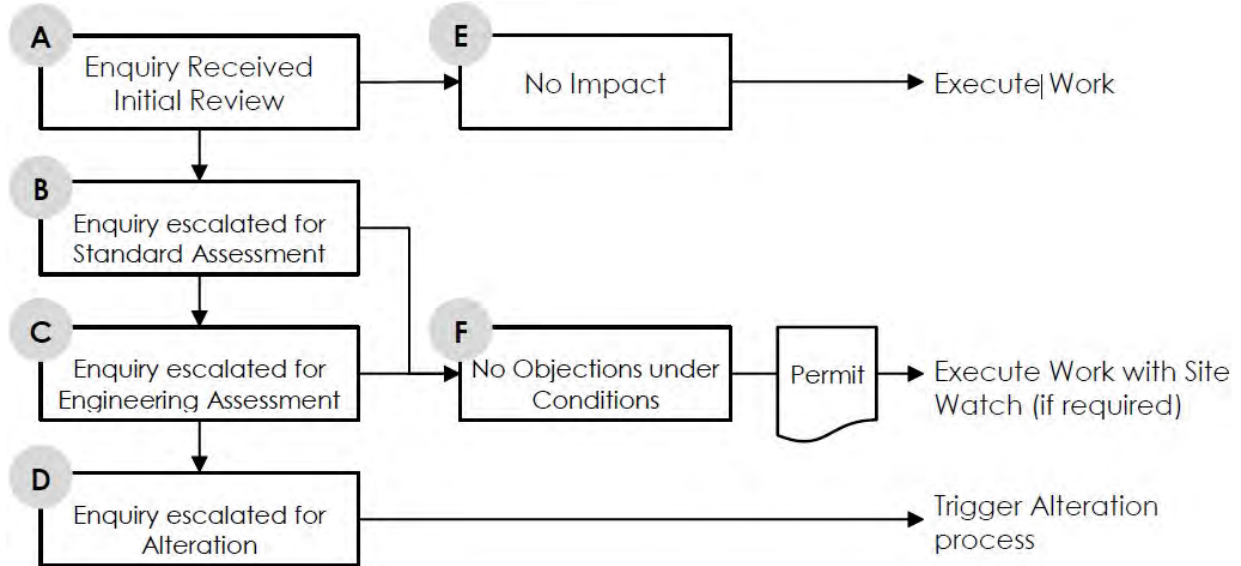 A
Enquiry Received
Initial Review
E
No Impact
Execute Work
B
Enquiry escalated for
Standard Assessment
C
Enquiry escalated for
Engineering Assessment
F
No Objections under
Conditions
Permit
Execute Work with Site
Watch (if required)
D
Enquiry escalated for
Alteration
Trigger Alteration
process